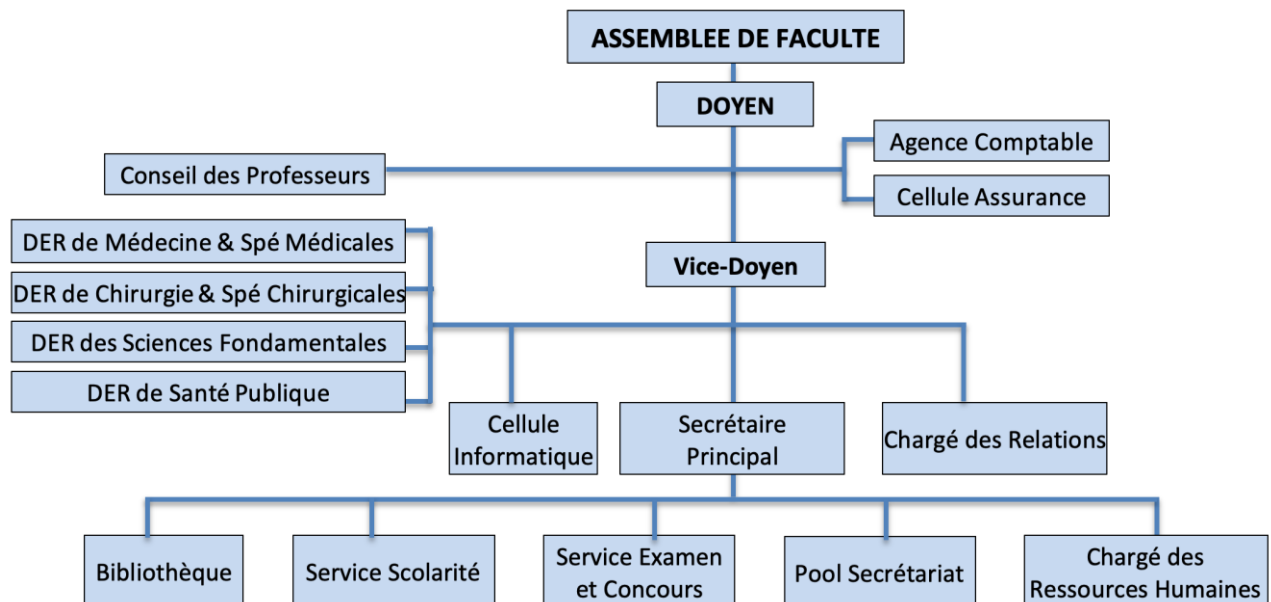 ASSEMBLEE DE FACULTE
DOYEN
Agence Comptable
Conseil des Professeurs
Cellule Assurance
DER de Médecine & Spé Médicales
Vice-Doyen
DER de Chirurgie & Spé Chirurgicales
DER des Sciences Fondamentales
DER de Santé Publique
Cellule
Informatique
Secrétaire
Principal
Chargé des Relations
Bibliothèque
Service Scolarité
Service Examen
et Concours
Pool Secrétariat
Chargé des
Ressources Humaines